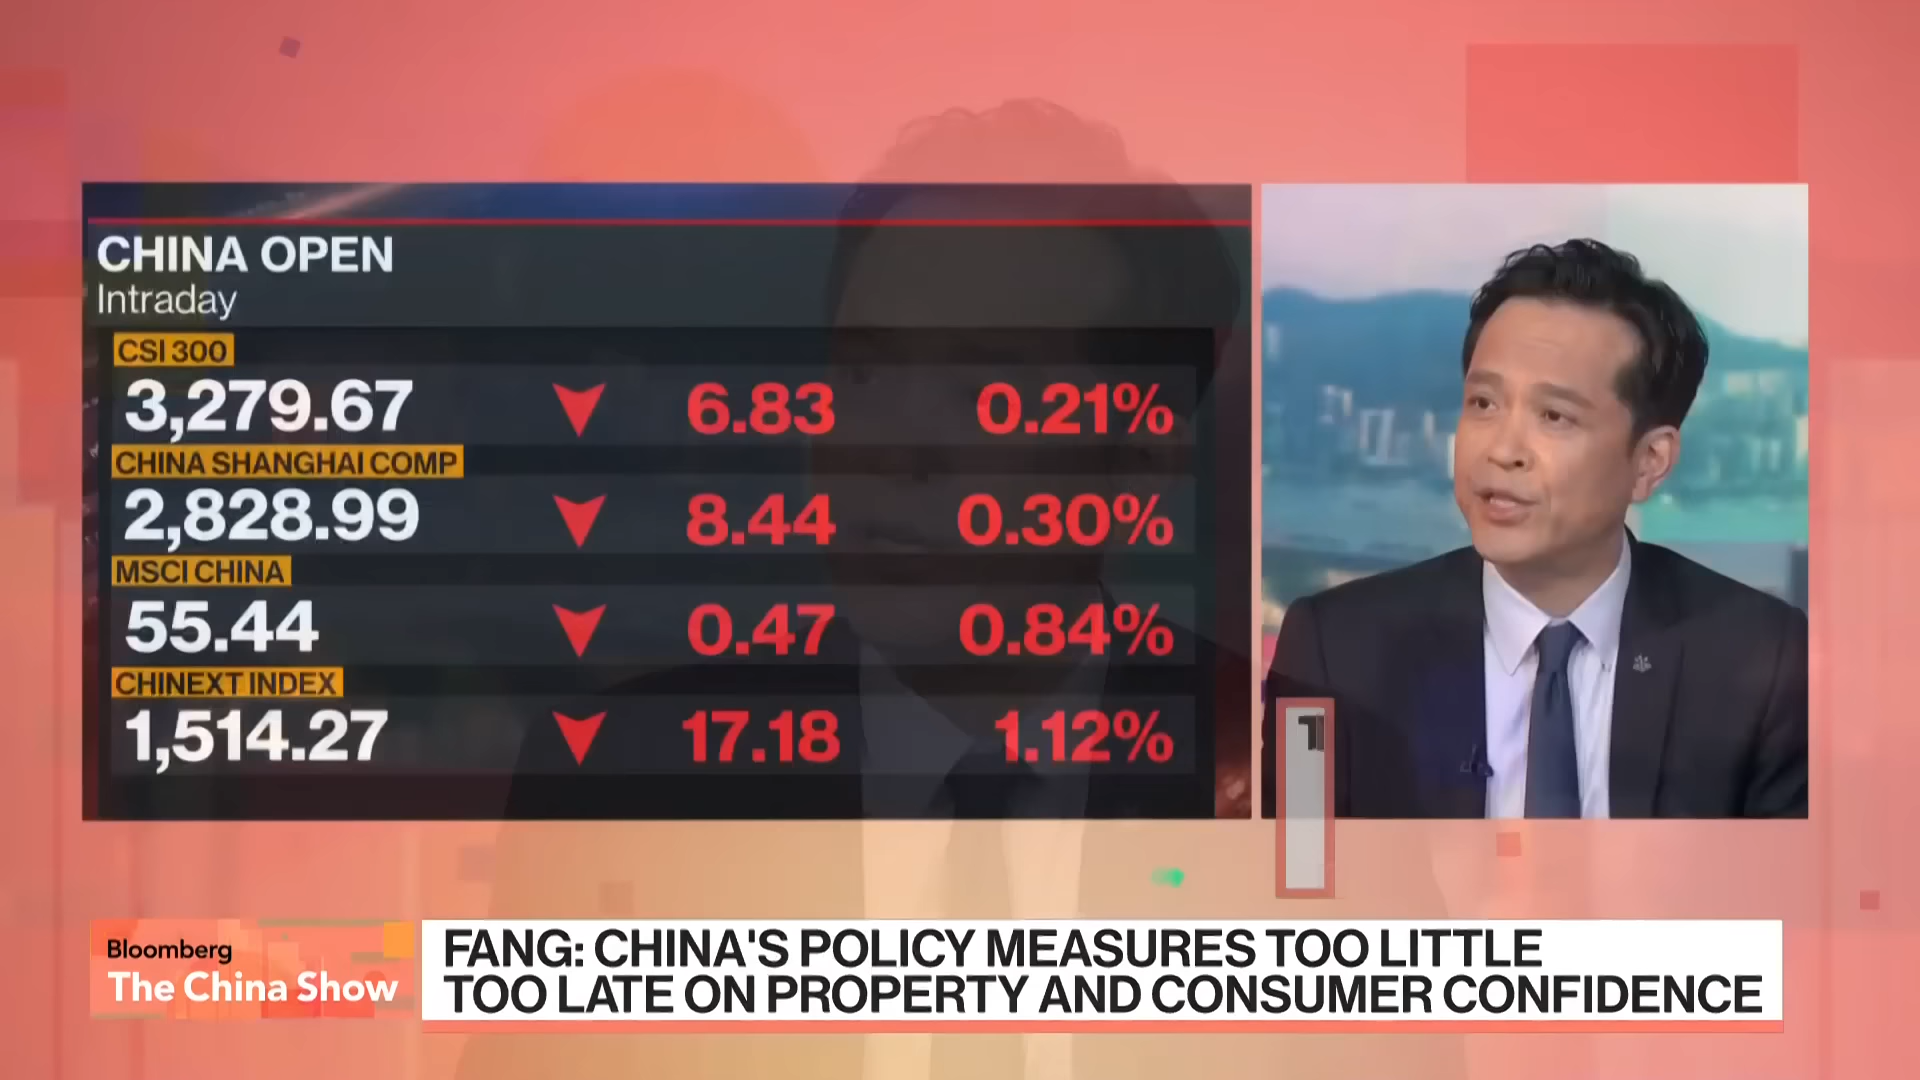 CHINA OPEN
Intraday
CSI 300
3,279.67 6.83 0.21%
CHINA SHANGHAI COMP
2,828.99 8.44 0.30%
MSCI CHINA
55.44 0.47 0.84%
CHINEXT INDEX
1,514.27 17.18 1.12%
Bloomberg
The China Show
FANG: CHINA'S POLICY MEASURES TOO LITTLE
TOO LATE ON PROPERTY AND CONSUMER CONFIDENCE